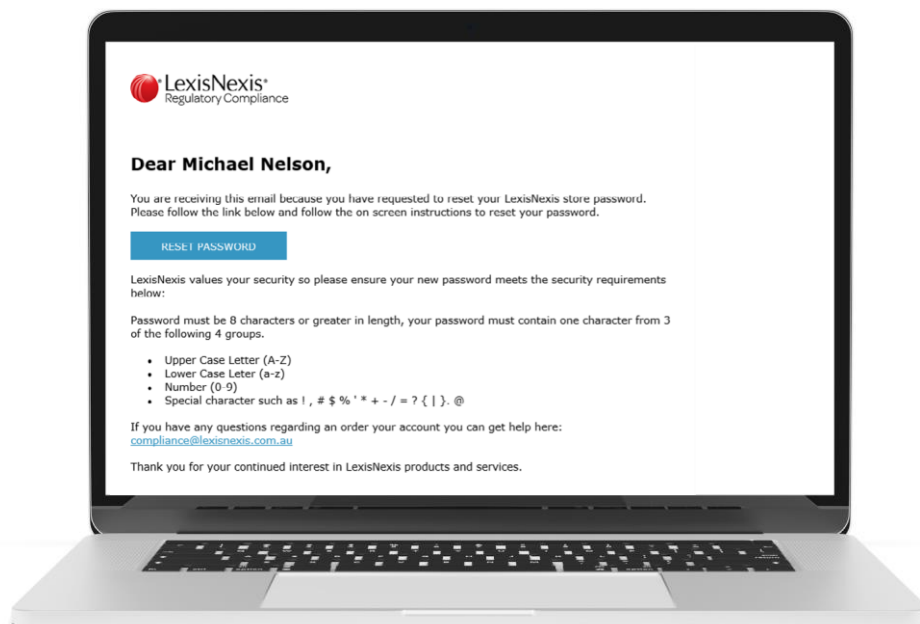 LexisNexis®
Regulatory Compliance
Dear Michael Nelson,
You are receiving this email because you have requested to reset your LexisNexis store password.
Please follow the link below and follow the on screen instructions to reset your password.
RESET PASSWORD
LexisNexis values your security so please ensure your new password meets the security requirements
below:
Password must be 8 characters or greater in length, your password must contain one character from 3
of the following 4 groups.
• Upper Case Letter (A-Z)
• Lower Case Leter (a-z)
• Number (0-9)
• Special character such as ! , # $ % ' * + - / = ? { | }. @
If you have any questions regarding an order your account you can get help here:
compliance@lexisnexis.com.au
Thank you for your continued interest in LexisNexis products and services.